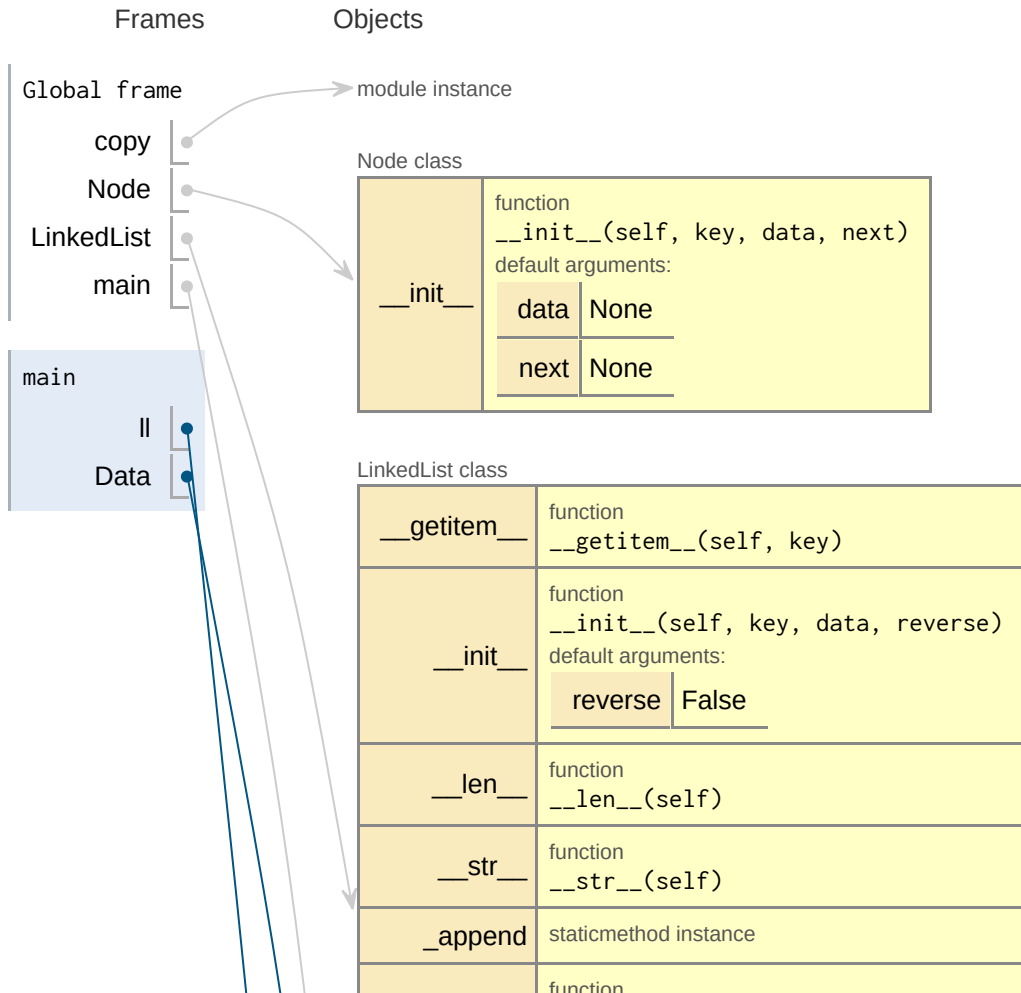 Frames
Objects
Global frame
copy
Node
LinkedList
main
main
ll
Data
module instance
Node class
__init__
function
__init__(self, key, data, next)
default arguments:
data None
next None
LinkedList class
__getitem__
function
__getitem__(self, key)
__init__
function
__init__(self, key, data, reverse)
default arguments:
reverse False
__len__
function
__len__(self)
__str__
function
__str__(self)
_append
staticmethod instance
function